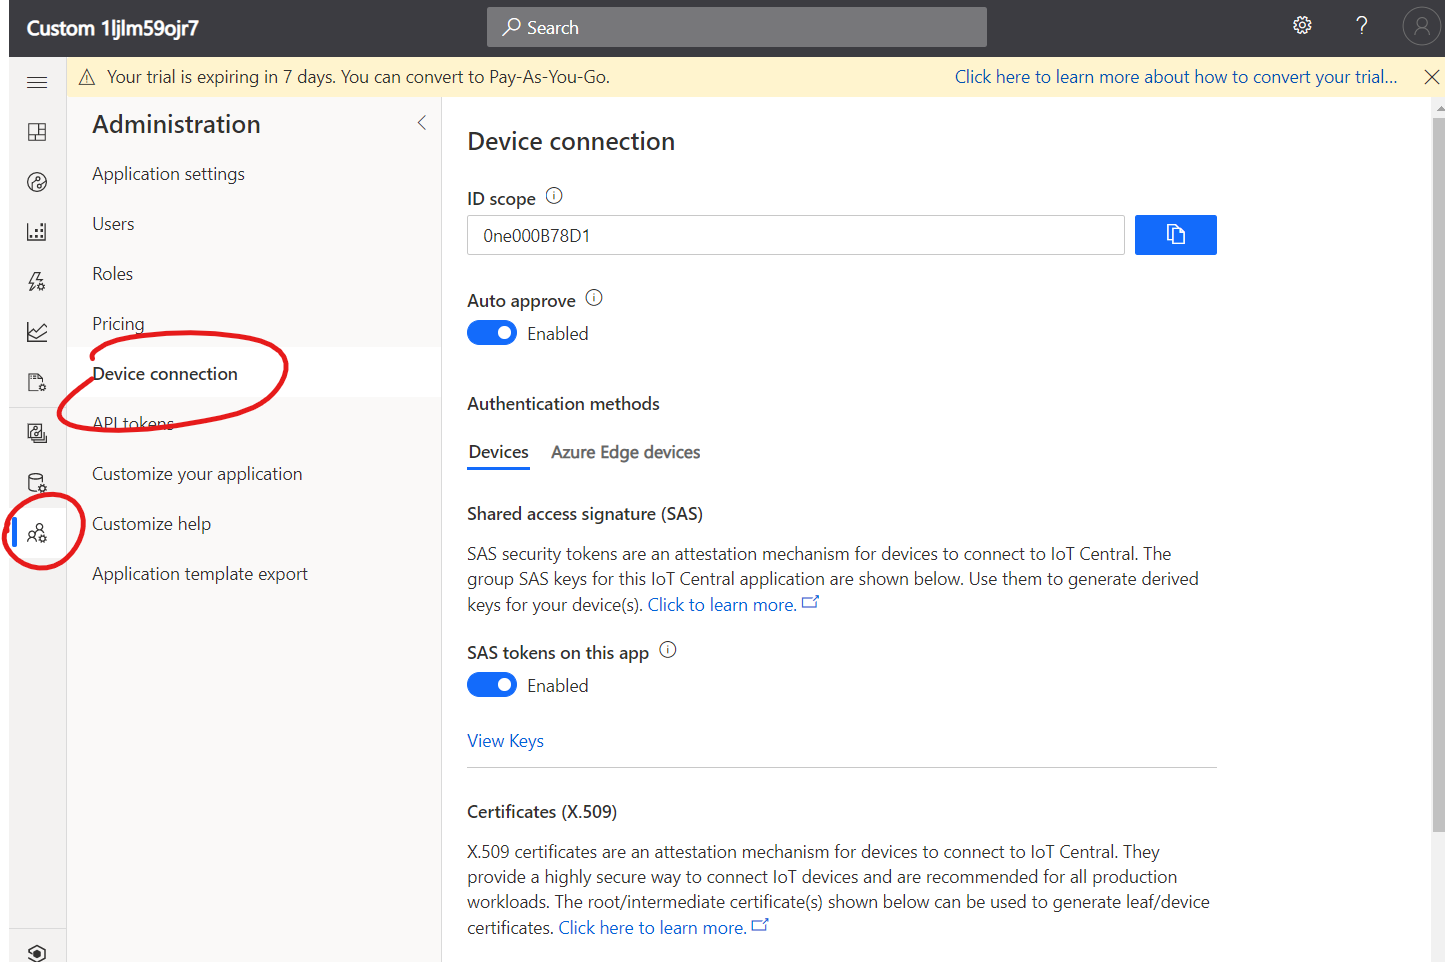 Custom 1ljlm59ojr7
Search
?
Your trial is expiring in 7 days. You can convert to Pay-As-You-Go.
Click here to learn more about how to convert your trial...
Administration
Application settings
Users
Roles
Pricing
Device connection
API tokens
Customize your application
Customize help
Application template export
Device connection
ID scope
0ne000B78D1
Auto approve
Enabled
Authentication methods
Devices Azure Edge devices
Shared access signature (SAS)
SAS security tokens are an attestation mechanism for devices to connect to IoT Central. The
group SAS keys for this IoT Central application are shown below. Use them to generate derived
keys for your device(s). Click to learn more.
SAS tokens on this app
Enabled
View Keys
Certificates (X.509)
X.509 certificates are an attestation mechanism for devices to connect to IoT Central. They
provide a highly secure way to connect IoT devices and are recommended for all production
workloads. The root/intermediate certificate(s) shown below can be used to generate leaf/device
certificates. Click here to learn more.